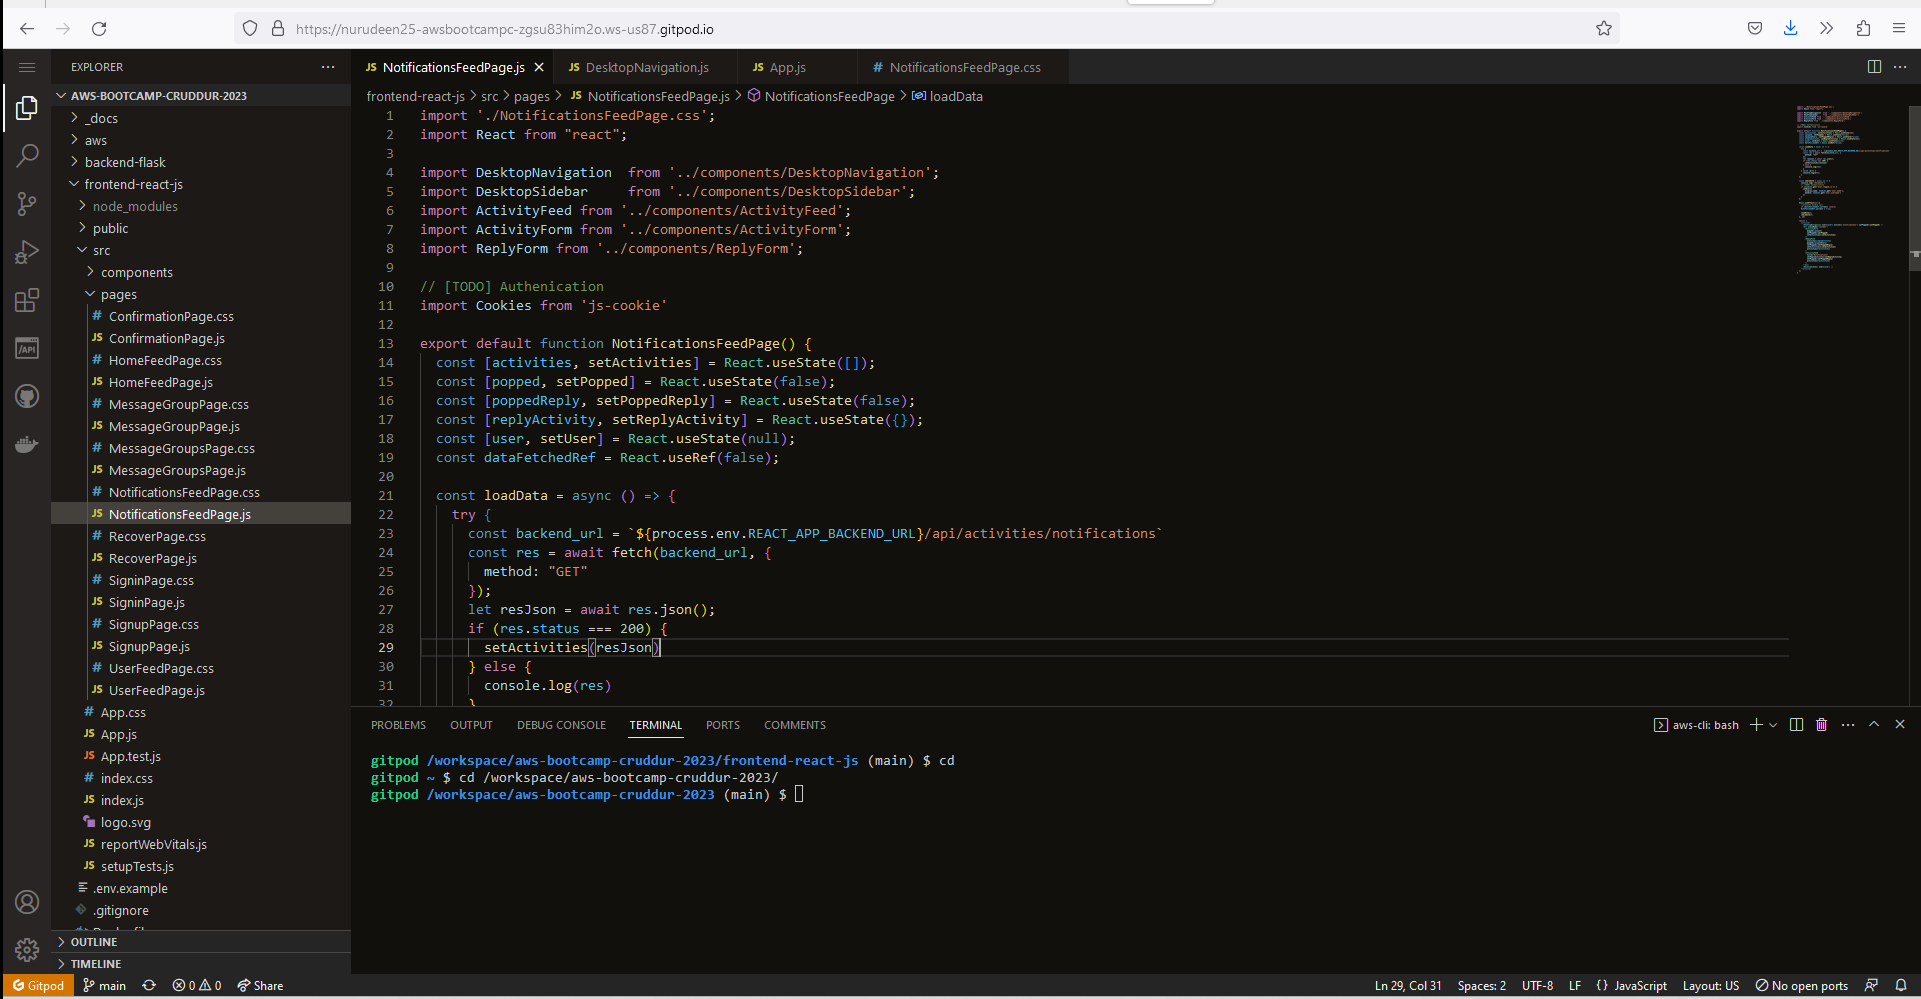 https://nurudeen25-awsbootcampc-zgsu83him2o.ws-us87.gitpod.io
EXPLORER
AWS-BOOTCAMP-CRUDDUR-2023
_docs
aws
backend-flask
frontend-react-js
node_modules
public
src
components
pages
ConfirmationPage.css
ConfirmationPage.js
HomeFeedPage.css
HomeFeedPage.js
MessageGroupPage.css
MessageGroupPage.js
MessageGroupsPage.css
MessageGroupsPage.js
NotificationsFeedPage.css
NotificationsFeedPage.js
RecoverPage.css
RecoverPage.js
SigninPage.css
SigninPage.js
SignupPage.css
SignupPage.js
UserFeedPage.css
UserFeedPage.js
App.css
App.js
App.test.js
index.css
index.js
logo.svg
reportWebVitals.js
setupTests.js
.env.example
.gitignore
OUTLINE
TIMELINE
JS NotificationsFeedPage.js JS DesktopNavigation.js JS App.js # NotificationsFeedPage.css
frontend-react-js > src > pages > JS NotificationsFeedPage.js > NotificationsFeedPage > loadData
1 import './NotificationsFeedPage.css';
2 import React from "react";
3
4 import DesktopNavigation  from '../components/DesktopNavigation';
5 import DesktopSidebar     from '../components/DesktopSidebar';
6 import ActivityFeed from '../components/ActivityFeed';
7 import ActivityForm from '../components/ActivityForm';
8 import ReplyForm from '../components/ReplyForm';
9
10 // [TODO] Authenication
11 import Cookies from 'js-cookie'
12
13 export default function NotificationsFeedPage() {
14   const [activities, setActivities] = React.useState([]);
15   const [popped, setPopped] = React.useState(false);
16   const [poppedReply, setPoppedReply] = React.useState(false);
17   const [replyActivity, setReplyActivity] = React.useState({});
18   const [user, setUser] = React.useState(null);
19   const dataFetchedRef = React.useRef(false);
20
21   const loadData = async () => {
22     try {
23       const backend_url = `${process.env.REACT_APP_BACKEND_URL}/api/activities/notifications`
24       const res = await fetch(backend_url, {
25         method: "GET"
26       });
27       let resJson = await res.json();
28       if (res.status === 200) {
29         setActivities(resJson)
30       } else {
31         console.log(res)
32       }
PROBLEMS OUTPUT DEBUG CONSOLE TERMINAL PORTS COMMENTS
aws-cli: bash
gitpod /workspace/aws-bootcamp-cruddur-2023/frontend-react-js (main) $ cd
gitpod ~ $ cd /workspace/aws-bootcamp-cruddur-2023/
gitpod /workspace/aws-bootcamp-cruddur-2023 (main) $
Gitpod main 0 0 Share
Ln 29, Col 31 Spaces: 2 UTF-8 LF {} JavaScript Layout: US No open ports